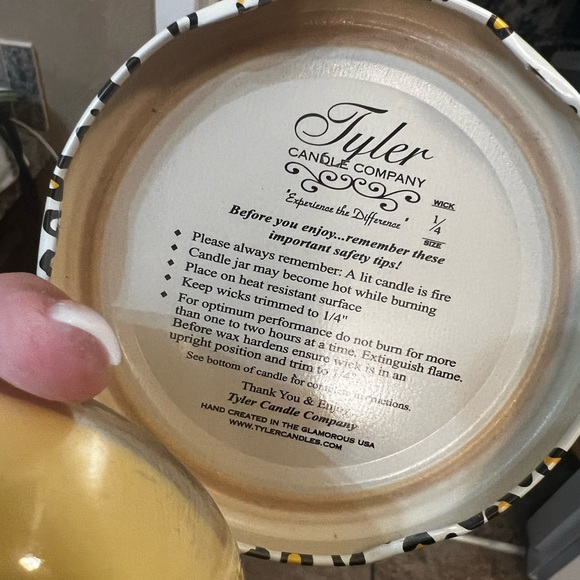 Tyler
CANDLE COMPANY
"Experience the Difference"
WICK
1/4
SIZE
Before you enjoy...remember these
important safety tips!
◆ Please always remember: A lit candle is fire
◆ Candle jar may become hot while burning
◆ Place on heat resistant surface
◆ Keep wicks trimmed to 1/4"
◆ For optimum performance do not burn for more
than one to two hours at a time. Extinguish flame.
Before wax hardens ensure wick is in an
upright position and trim to
See bottom of candle for
Thank You & Enjoy
Tyler Candle Company
HAND CREATED IN THE GLAMOROUS USA
WWW.TYLERCANDLES.COM